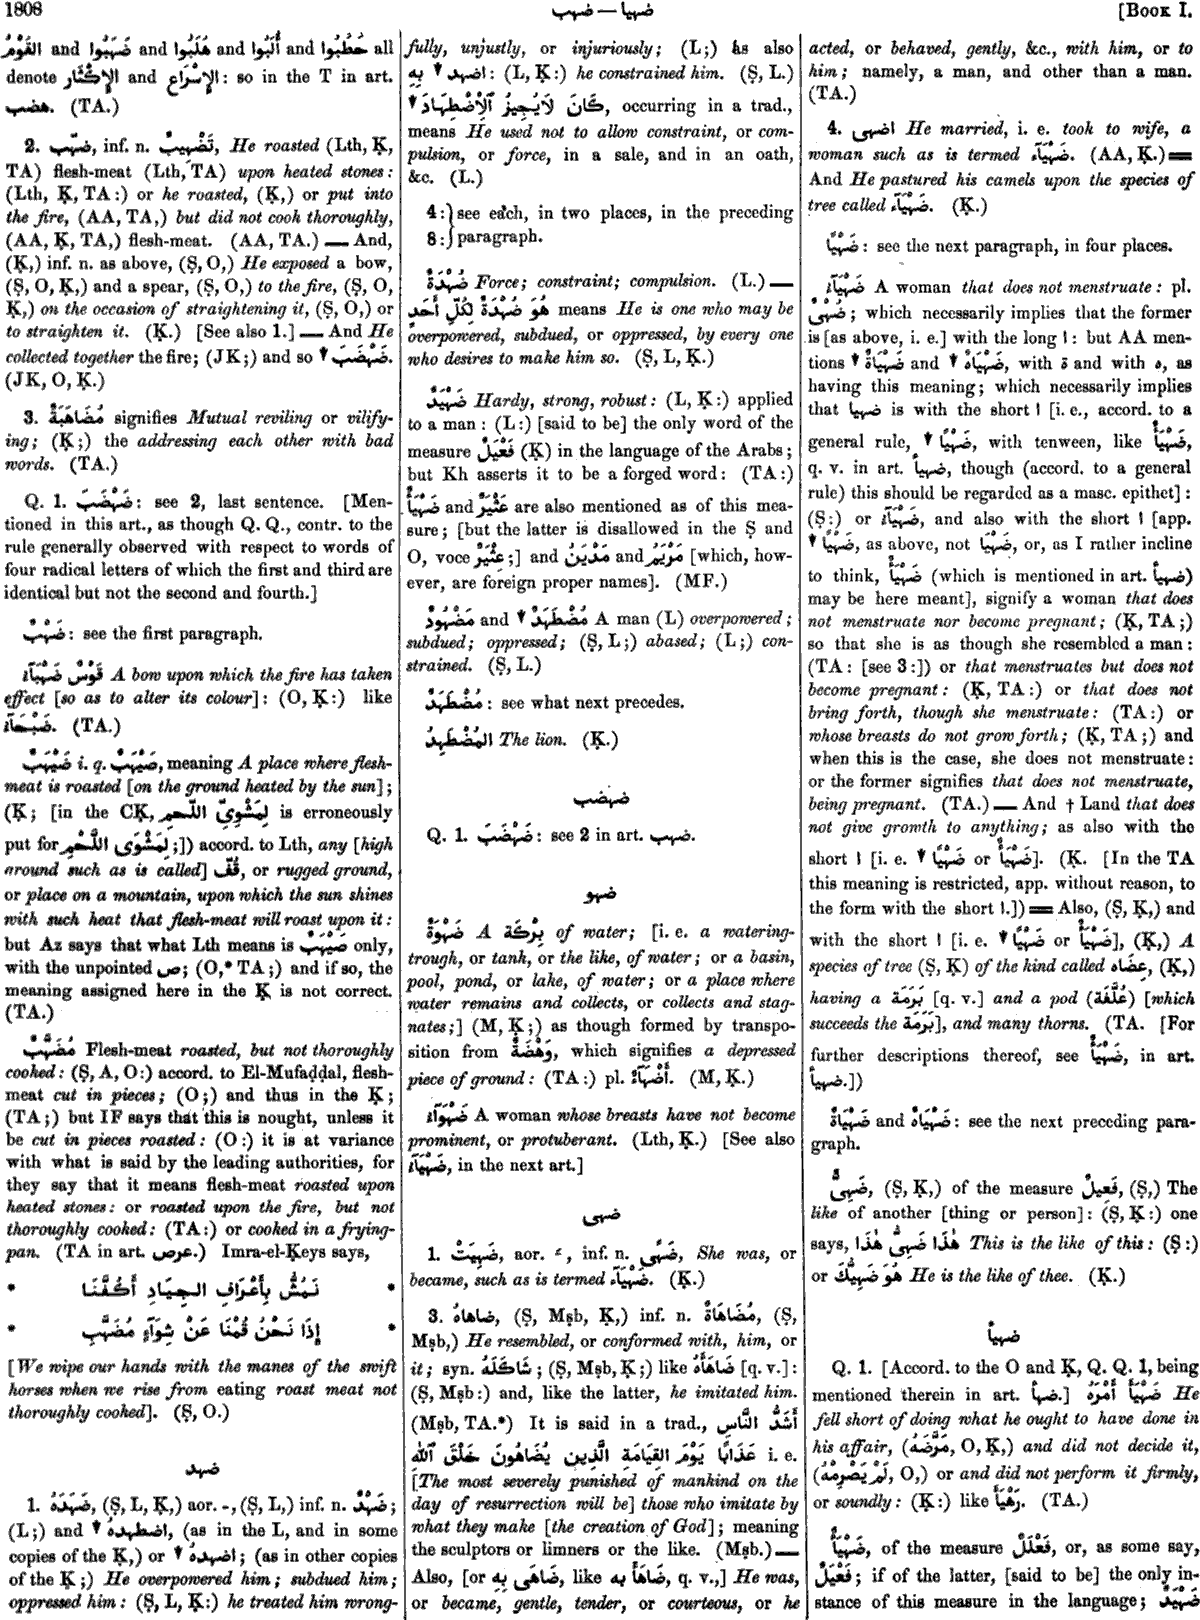 1808
ضهب — ضهيا
[BOOK I.
القَوْمُ and ضَهَبُوا and هَلَبُوا and أَلَبُوا and حَطَبُوا all
denote الإِكْثَار and الإِسْرَاع: so in the T in art.
هضب. (TA.)
2. ضهّب, inf. n. تَضْهِيبٌ, He roasted (Lth, Ḳ,
TA) flesh-meat (Lth, TA) upon heated stones:
(Lth, Ḳ, TA:) or he roasted, (Ḳ,) or put into
the fire, (AA, TA,) but did not cook thoroughly,
(AA, Ḳ, TA,) flesh-meat. (AA, TA.) — And,
(Ḳ,) inf. n. as above, (Ṣ, O,) He exposed a bow,
(Ṣ, O, Ḳ,) and a spear, (Ṣ, O,) to the fire, (Ṣ, O,
Ḳ,) on the occasion of straightening it, (Ṣ, O,) or
to straighten it. (Ḳ.) [See also 1.] — And He
collected together the fire; (JK;) and so ▼ ضَهْضَبَ.
(JK, O, Ḳ.)
3. مُضَاهَبَةٌ signifies Mutual reviling or vilify-
ing; (Ḳ;) the addressing each other with bad
words. (TA.)
Q. 1. ضَهْضَبَ: see 2, last sentence. [Men-
tioned in this art., as though Q. Q., contr. to the
rule generally observed with respect to words of
four radical letters of which the first and third are
identical but not the second and fourth.]
ضَهْبٌ: see the first paragraph.
قَوْسٌ ضَهْبَآءُ A bow upon which the fire has taken
effect [so as to alter its colour]: (O, Ḳ:) like
ضَبْحَآءُ. (TA.)
ضَيْهَبٌ i. q. صَيْهَبٌ, meaning A place where flesh-
meat is roasted [on the ground heated by the sun];
(Ḳ; [in the CK, لِمَشْوِىِّ اللّحمِ is erroneously
put for لِمَشْوَى اللَّحْمِ;]) accord. to Lth, any [high
ground such as is called] قُفّ, or rugged ground,
or place on a mountain, upon which the sun shines
with such heat that flesh-meat will roast upon it:
but Az says that what Lth means is صَيْهَبٌ only,
with the unpointed ص; (O,* TA;) and if so, the
meaning assigned here in the Ḳ is not correct.
(TA.)
مُضَهَّبٌ Flesh-meat roasted, but not thoroughly
cooked: (Ṣ, A, O:) accord. to El-Mufaḍḍal, flesh-
meat cut in pieces; (O;) and thus in the Ḳ;
(TA;) but IF says that this is nought, unless it
be cut in pieces roasted: (O:) it is at variance
with what is said by the leading authorities, for
they say that it means flesh-meat roasted upon
heated stones: or roasted upon the fire, but not
thoroughly cooked: (TA:) or cooked in a frying-
pan. (TA in art. عرص.) Imra-el-Ḳeys says,
* نَمُشُّ بِأَعْرَافِ الجِيَادِ أَكُفَّنَا *
* إِذَا نَحْنُ قُمْنَا عَنْ شِوَآءٍ مُضَهَّبِ *
[We wipe our hands with the manes of the swift
horses when we rise from eating roast meat not
thoroughly cooked]. (Ṣ, O.)
ضهد
1. ضَهَدَهُ, (Ṣ, L, Ḳ,) aor. ـَ, (Ṣ, L,) inf. n. ضَهْدٌ;
(L;) and ▼ اضطهدهُ, (as in the L, and in some
copies of the Ḳ,) or ▼ اضهدهُ; (as in other copies
of the Ḳ;) He overpowered him; subdued him;
oppressed him: (Ṣ, L, Ḳ:) he treated him wrong-
fully, unjustly, or injuriously; (L;) as also
▼ اضهد بِهِ: (L, Ḳ:) he constrained him. (Ṣ, L.)
كَانَ لَا يُجِيزُ ٱلِٱضْطِهَادَ ▼, occurring in a trad.,
means He used not to allow constraint, or com-
pulsion, or force, in a sale, and in an oath,
&c. (L.)
4:} see each, in two places, in the preceding
8:} paragraph.
ضُهْدَةٌ Force; constraint; compulsion. (L.) —
هُوَ ضُهْدَةٌ لِكُلِّ أَحَدٍ means He is one who may be
overpowered, subdued, or oppressed, by every one
who desires to make him so. (Ṣ, L, Ḳ.)
ضَهْيَدٌ Hardy, strong, robust: (L, Ḳ:) applied
to a man: (L:) [said to be] the only word of the
measure فَعْيَلٌ (Ḳ) in the language of the Arabs;
but Kh asserts it to be a forged word: (TA:)
ضَهْيَأٌ and عَثْيَرٌ are also mentioned as of this mea-
sure; [but the latter is disallowed in the Ṣ and
O, voce عِثْيَرٌ;] and مَدْيَنُ and مَرْيَمُ [which, how-
ever, are foreign proper names]. (MF.)
مَضْهُودٌ and ▼ مُضْطَهَدٌ A man (L) overpowered;
subdued; oppressed; (Ṣ, L;) abased; (L;) con-
strained. (Ṣ, L.)
مُضْطَهَدٌ: see what next precedes.
المُضْطَهِدُ The lion. (Ḳ.)
ضهضب
Q. 1. ضَهْضَبَ: see 2 in art. ضهب.
ضهو
ضَهْوَةٌ A بِرْكَة of water; [i. e. a watering-
trough, or tank, or the like, of water; or a basin,
pool, pond, or lake, of water; or a place where
water remains and collects, or collects and stag-
nates;] (M, Ḳ;) as though formed by transpo-
sition from وَهْضَةٌ, which signifies a depressed
piece of ground: (TA:) pl. أَضْهَآءٌ. (M, Ḳ.)
ضَهْوَآءُ A woman whose breasts have not become
prominent, or protuberant. (Lth, Ḳ.) [See also
ضَهْيَآءُ, in the next art.]
ضهى
1. ضَهِيَتْ, aor. ـَ, inf. n. ضَهًى, She was, or
became, such as is termed ضَهْيَآء. (Ḳ.)
3. ضاهاهُ, (Ṣ, Mṣb, Ḳ,) inf. n. مُضَاهَاةٌ, (Ṣ,
Mṣb,) He resembled, or conformed with, him, or
it; syn. شَاكَلَهُ; (Ṣ, Mṣb, Ḳ;) like ضَاهَأَهُ [q. v.]:
(Ṣ, Mṣb:) and, like the latter, he imitated him.
(Mṣb, TA.*) It is said in a trad., أَشَدُّ النَّاسِ
عَذَابًا يَوْمَ القِيَامَةِ الَّذِينَ يُضَاهُونَ خَلْقَ ٱللّٰهِ i. e.
[The most severely punished of mankind on the
day of resurrection will be] those who imitate by
what they make [the creation of God]; meaning
the sculptors or limners or the like. (Mṣb.) —
Also, [or ضَاهَى بِهِ, like ضَاهَأَ به, q. v.,] He was,
or became, gentle, tender, or courteous, or he
acted, or behaved, gently, &c., with him, or to
him; namely, a man, and other than a man.
(TA.)
4. اضهى He married, i. e. took to wife, a
woman such as is termed ضَهْيَآء. (AA, Ḳ.) ═
And He pastured his camels upon the species of
tree called ضَهْيَآء. (Ḳ.)
ضَهْيًا: see the next paragraph, in four places.
ضَهْيَآءُ A woman that does not menstruate: pl.
ضُهْىٌ; which necessarily implies that the former
is [as above, i. e.] with the long ا: but AA men-
tions ▼ ضَهْيَاةٌ and ▼ ضَهْيَاهٌ, with ة and with ه, as
having this meaning; which necessarily implies
that ضهيا is with the short ا [i. e., accord. to a
general rule, ▼ ضَهْيًا, with tenween, like ضَهْيَأٌ,
q. v. in art. ضهيأ, though (accord. to a general
rule) this should be regarded as a masc. epithet]:
(Ṣ:) or ضَهْيَآءُ, and also with the short ا [app.
▼ ضَهْيًا, as above, not ضَهْيَا, or, as I rather incline
to think, ضَهْيَأٌ (which is mentioned in art. ضهيأ)
may be here meant], signify a woman that does
not menstruate nor become pregnant; (Ḳ, TA;)
so that she is as though she resembled a man:
(TA: [see 3:]) or that menstruates but does not
become pregnant: (Ḳ, TA:) or that does not
bring forth, though she menstruate: (TA:) or
whose breasts do not grow forth; (Ḳ, TA;) and
when this is the case, she does not menstruate:
or the former signifies that does not menstruate,
being pregnant. (TA.) — And † Land that does
not give growth to anything; as also with the
short ا [i. e. ▼ ضَهْيًا or ضَهْيَأٌ]. (Ḳ. [In the TA
this meaning is restricted, app. without reason, to
the form with the short ا.]) ═ Also, (Ṣ, Ḳ,) and
with the short ا [i. e. ▼ ضَهْيًا or ضَهْيَأٌ], (Ḳ,) A
species of tree (Ṣ, Ḳ) of the kind called عِضَاه, (Ḳ,)
having a بَرَمَة [q. v.] and a pod (عُلَّفَة) [which
succeeds the بَرَمَة], and many thorns. (TA. [For
further descriptions thereof, see ضَهْيَأٌ, in art.
ضهيأ.])
ضَهْيَاةٌ and ضَهْيَاهٌ: see the next preceding para-
graph.
ضَهِىٌّ, (Ṣ, Ḳ,) of the measure فَعِيلٌ, (Ṣ,) The
like of another [thing or person]: (Ṣ, Ḳ:) one
says, هٰذَا ضَهِىُّ هٰذَا This is the like of this: (Ṣ:)
or هُوَ ضَهِيُّكَ He is the like of thee. (Ḳ.)
ضهيأ
Q. 1. [Accord. to the O and Ḳ, Q. Q. 1, being
mentioned therein in art. ضهأ.] ضَهْيَأَ أَمْرَهُ He
fell short of doing what he ought to have done in
his affair, (مَرَّضَهُ, O, Ḳ,) and did not decide it,
(لَمْ يَصْرِمْهُ, O,) or and did not perform it firmly,
or soundly: (Ḳ:) like رَهْيَأَ. (TA.)
ضَهْيَأٌ, of the measure فَعْلَلٌ, or, as some say,
فَعْيَلٌ; if of the latter, [said to be] the only in-
stance of this measure in the language; ضَهْيَدٌ